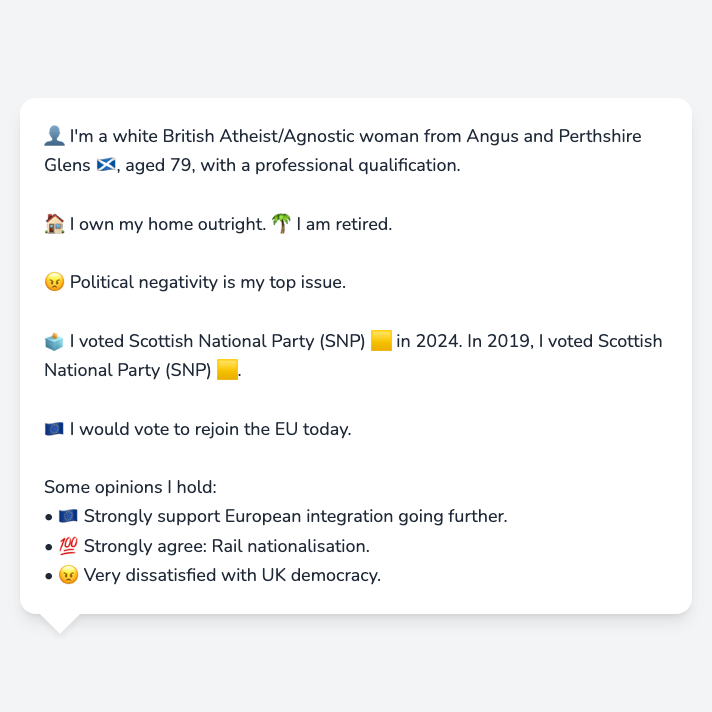 👤 I'm a white British Atheist/Agnostic woman from Angus and Perthshire
Glens 🏴󠁧󠁢󠁳󠁣󠁴󠁿, aged 79, with a professional qualification.
🏠 I own my home outright. 🌴 I am retired.
😠 Political negativity is my top issue.
🗳️ I voted Scottish National Party (SNP) 🟨 in 2024. In 2019, I voted Scottish
National Party (SNP) 🟨.
🇪🇺 I would vote to rejoin the EU today.
Some opinions I hold:
• 🇪🇺 Strongly support European integration going further.
• 💯 Strongly agree: Rail nationalisation.
• 😠 Very dissatisfied with UK democracy.